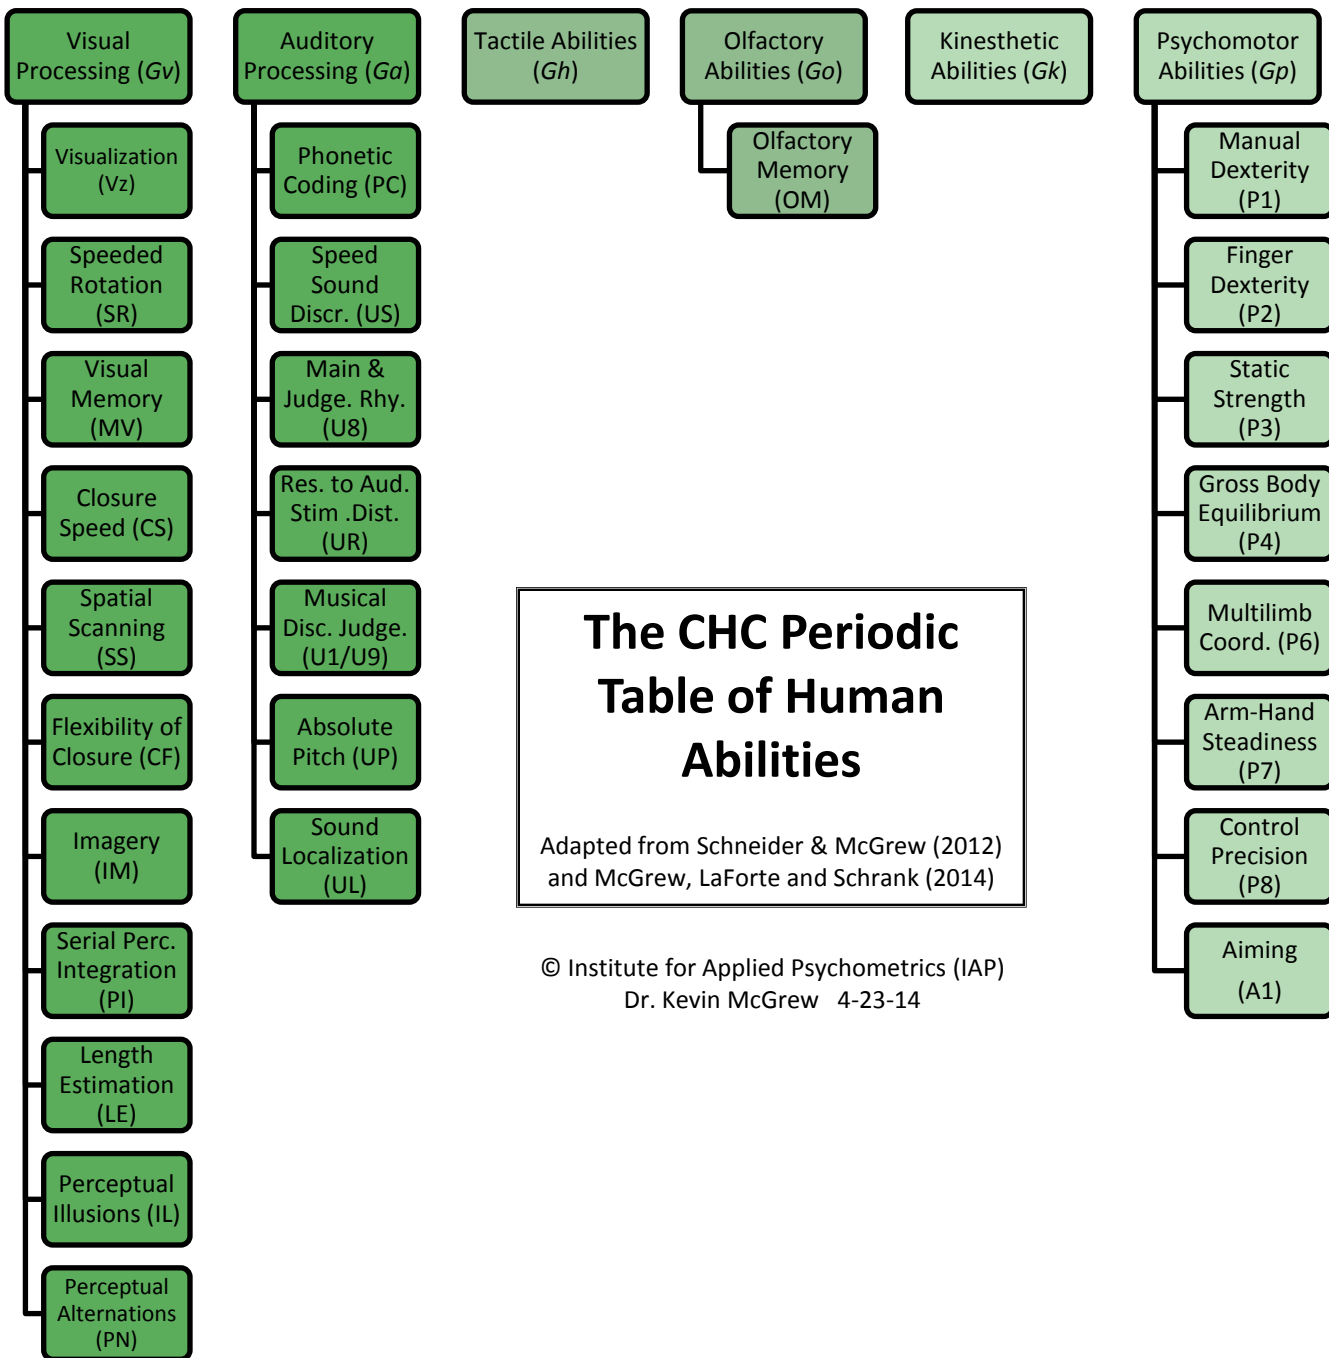 Visual
Processing (Gv)
Visualization
(Vz)
Speeded
Rotation
(SR)
Visual
Memory
(MV)
Closure
Speed (CS)
Spatial
Scanning
(SS)
Flexibility of
Closure (CF)
Imagery
(IM)
Serial Perc.
Integration
(PI)
Length
Estimation
(LE)
Perceptual
Illusions (IL)
Perceptual
Alternations
(PN)
Auditory
Processing (Ga)
Phonetic
Coding (PC)
Speed
Sound
Discr. (US)
Main &
Judge. Rhy.
(U8)
Res. to Aud.
Stim .Dist.
(UR)
Musical
Disc. Judge.
(U1/U9)
Absolute
Pitch (UP)
Sound
Localization
(UL)
Tactile Abilities
(Gh)
Olfactory
Abilities (Go)
Olfactory
Memory
(OM)
Kinesthetic
Abilities (Gk)
Psychomotor
Abilities (Gp)
Manual
Dexterity
(P1)
Finger
Dexterity
(P2)
Static
Strength
(P3)
Gross Body
Equilibrium
(P4)
Multilimb
Coord. (P6)
Arm-Hand
Steadiness
(P7)
Control
Precision
(P8)
Aiming
(A1)
The CHC Periodic
Table of Human
Abilities
Adapted from Schneider & McGrew (2012)
and McGrew, LaForte and Schrank (2014)
© Institute for Applied Psychometrics (IAP)
Dr. Kevin McGrew 4-23-14